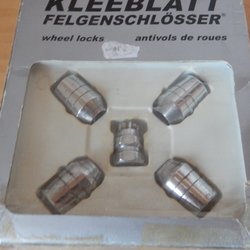 KLEEBLATT
FELGENSCHLÖSSER®
wheel locks antivols de roues